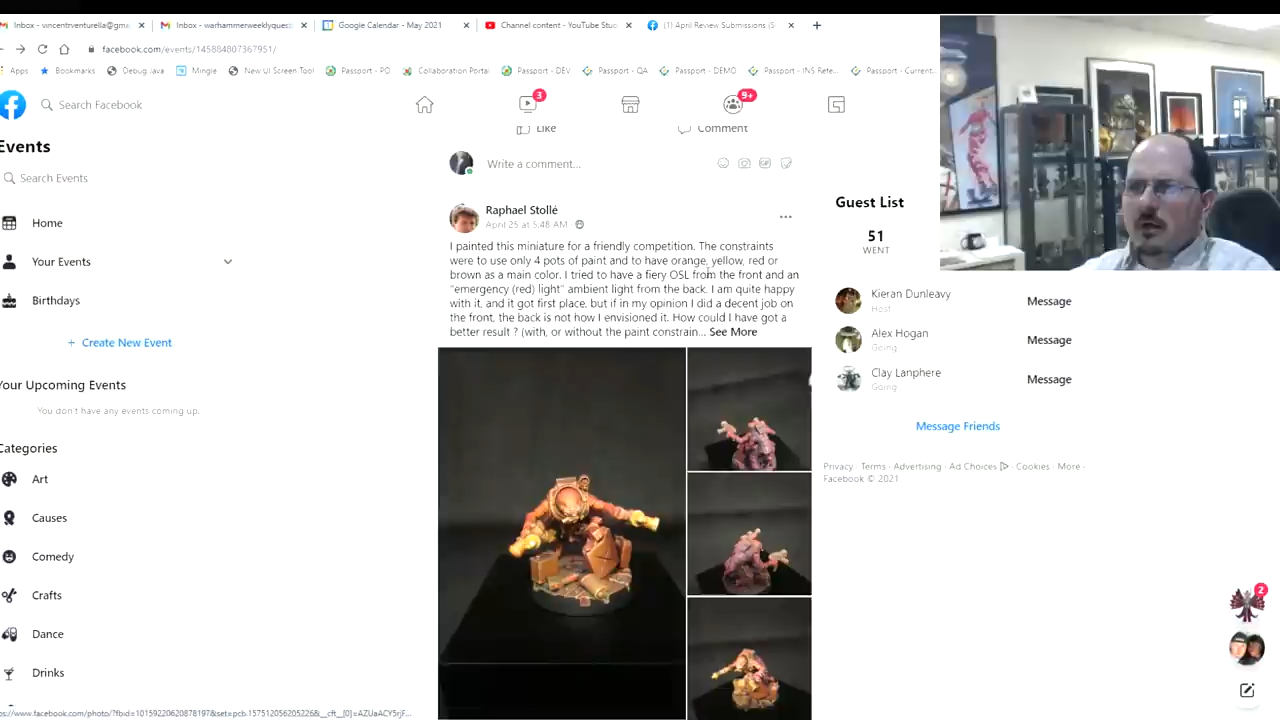 Inbox - vincentrventurella@gma
Inbox - warhammerweeklyquest
Google Calendar - May 2021
Channel content - YouTube Stu
(1) April Review Submissions (S
facebook.com/events/145884807367951/
Apps
Bookmarks
Debug Java
Mingle
New UI Screen Tool
Passport - PO
Collaboration Portal
Passport - DEV
Passport - QA
Passport - DEMO
Passport - INS Rete...
Passport - Current...
Search Facebook
3
9+
Like
Comment
Events
Write a comment...
Search Events
Guest List
51
WENT
Raphael Stollé
April 25 at 5:48 AM
Home
I painted this miniature for a friendly competition. The constraints
were to use only 4 pots of paint and to have orange, yellow, red or
brown as a main color. I tried to have a fiery OSL from the front and an
"emergency (red) light" ambient light from the back. I am quite happy
with it, and it got first place, but if in my opinion I did a decent job on
the front, the back is not how I envisioned it. How could I have got a
better result ? (with, or without the paint constrain... See More
Your Events
Birthdays
+ Create New Event
Kieran Dunleavy
Host
Message
Alex Hogan
Going
Message
Clay Lanphere
Going
Message
Message Friends
Your Upcoming Events
You don't have any events coming up.
Privacy · Terms · Advertising · Ad Choices · Cookies · More ·
Facebook © 2021
Categories
Art
Causes
Comedy
Crafts
Dance
Drinks
2